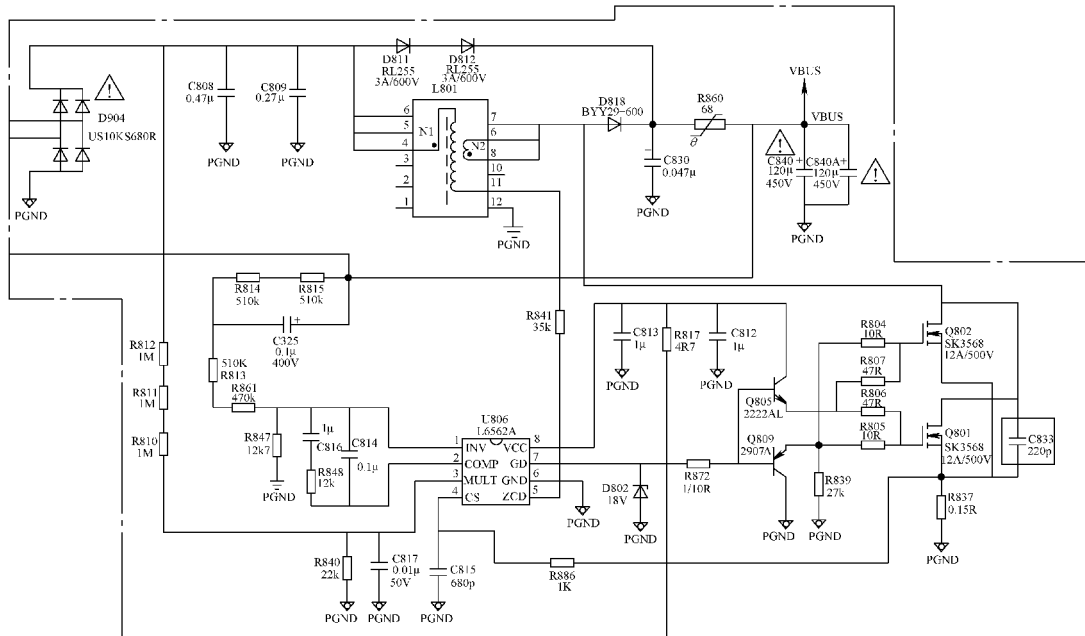 D811
RL255
3A/600V
D812
RL255
3A/600V
L801
C808
0.47μ
C809
0.27μ
D904
US10KS680R
PGND
PGND
PGND
6
5
4
3
2
1
N1
N2
7
6
8
10
11
12
PGND
D818
BYY29-600
R860
68
∂
VBUS
VBUS
C830
0.047μ
PGND
C840
120μ
450V
+
C840A
120μ
450V
+
PGND
R814
510k
R815
510k
C325
0.1μ
400V
+
R812
1M
R811
1M
R810
1M
510K
R813
R861
470k
R847
12k7
PGND
1μ
C816
C814
0.1μ
R848
12k
R841
35k
U806
L6562A
1
INV
2
COMP
3
MULT
4
CS
VCC
8
GD
7
GND
6
ZCD
5
C813
1μ
PGND
R817
4R7
C812
1μ
PGND
Q805
2222AL
Q809
2907A
R804
10R
R807
47R
R806
47R
R805
10R
Q802
SK3568
12A/500V
Q801
SK3568
12A/500V
C833
220p
D802
18V
PGND
PGND
R872
1/10R
PGND
R839
27k
PGND
R837
0.15R
PGND
R840
22k
PGND
C817
0.01μ
50V
PGND
C815
680p
PGND
R886
1K